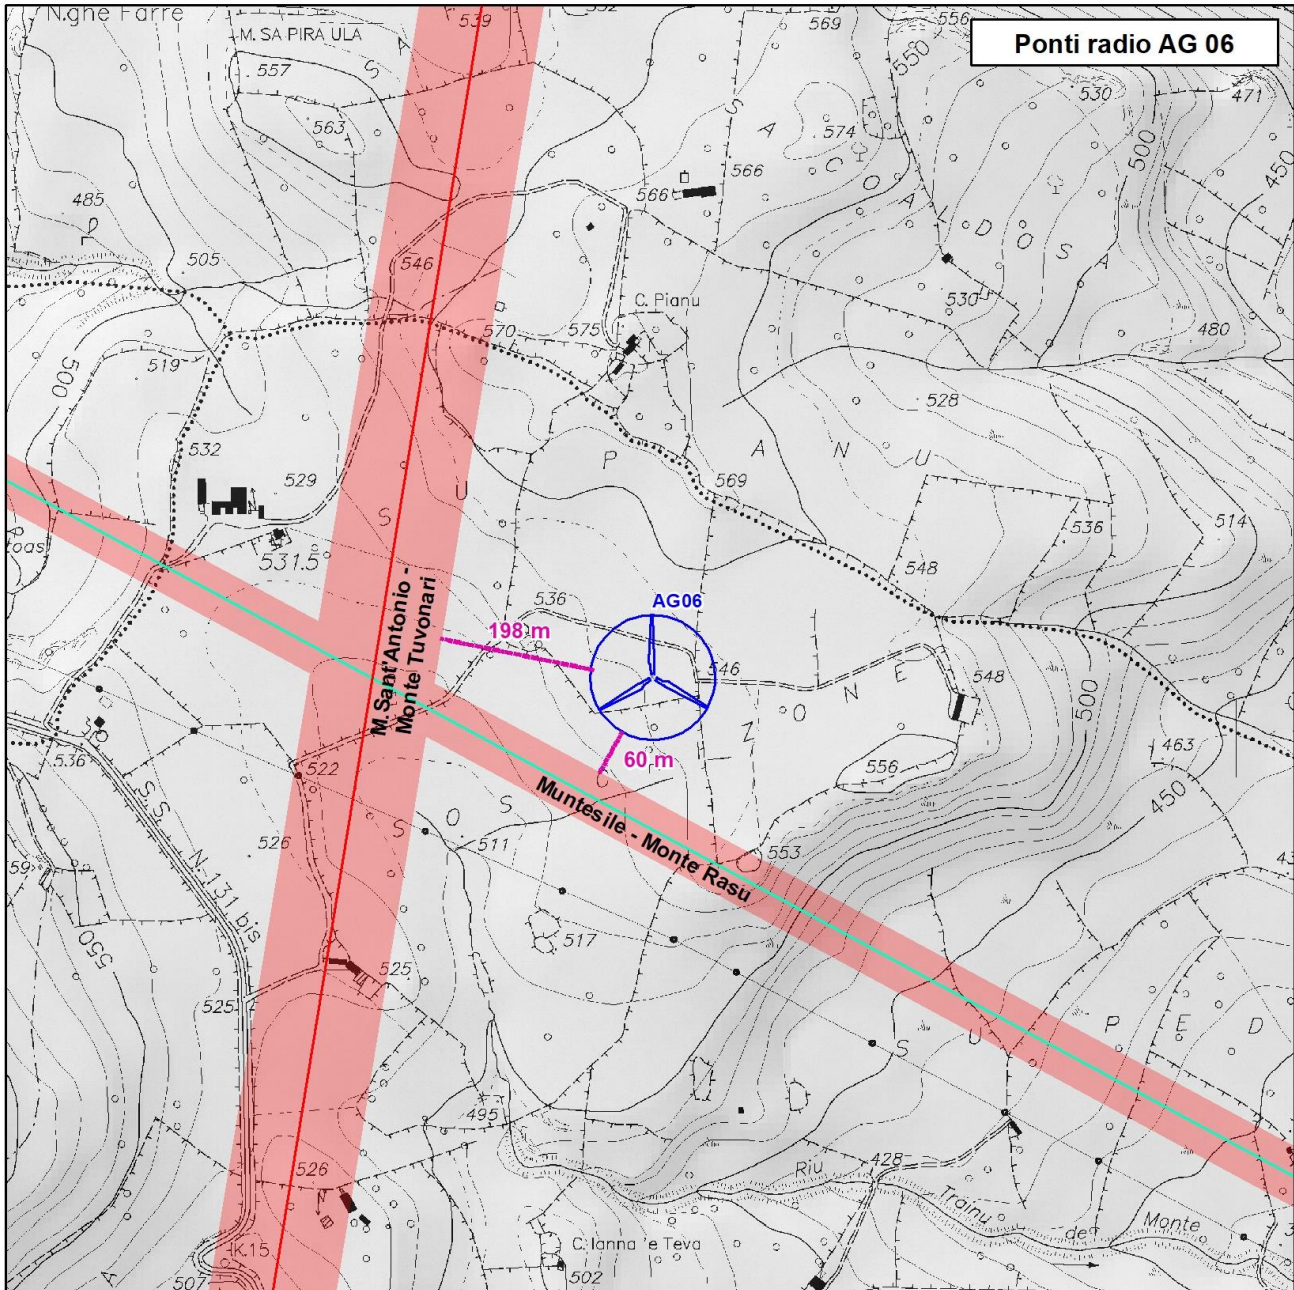 N.ghe Farre
539
569
556
Ponti radio AG 06
M. SA PIRA ULA
550
557
530
471
563
574
500
566
566
450
485
S A C O A L D O S A
505
546
530
C. Pianu
570
575
480
519
500
528
532
P I A N U
529
569
536
514
531.5
548
536
AG06
198 m
546
548
M. Sant'Antonio -
Monte Tuvonari
Z O N E
500
536
60 m
463
522
556
450
Muntesile - Monte Rasu
S.S. N.131 bis
526
511
553
59
550
517
525
525
S U P E D
495
526
Riu
428
Trainu
de
Monte
K.15
C. Ianna 'e Teva
507
502